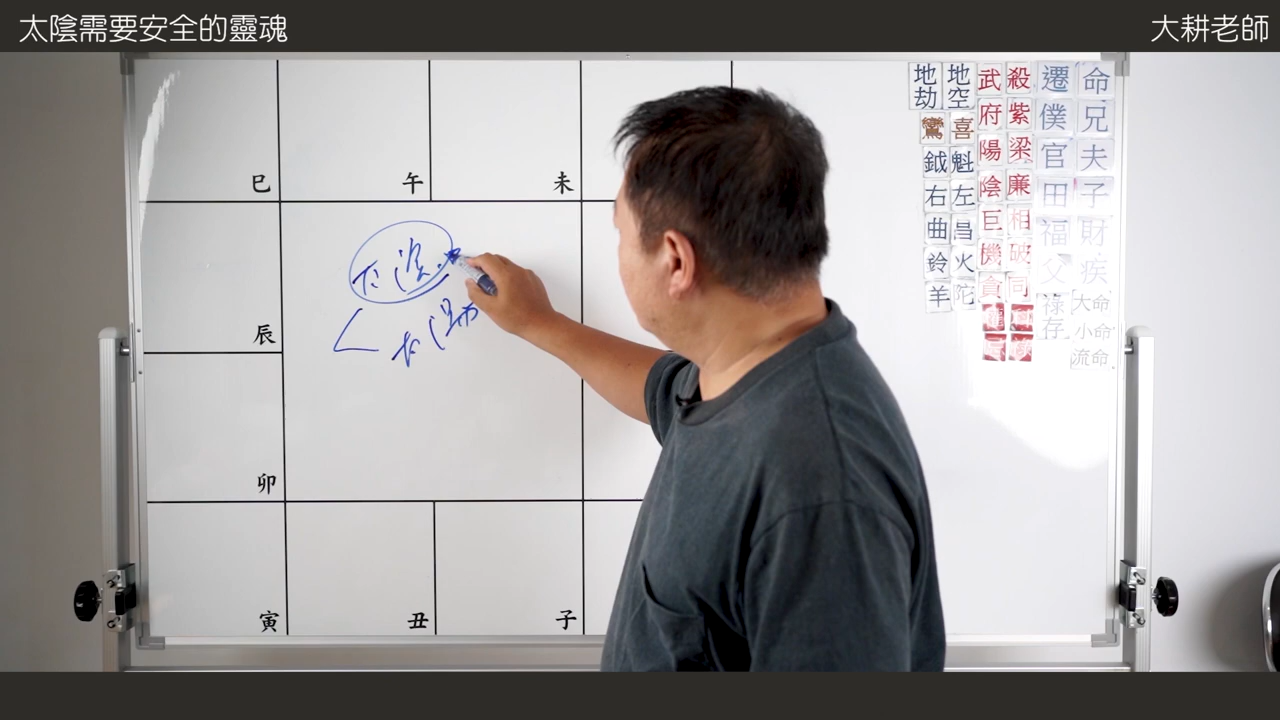 太陰需要安全的靈魂
大耕老師
巳
午
未
辰
卯
寅
丑
子
地劫 地空 武 殺 遷 命
鸞 喜 府 紫 僕 兄
鉞 魁 陽 梁 官 夫
右 左 陰 廉 田 子
曲 昌 巨 相 福 財
鈴 火 機 破 父 疾
羊 陀 貪 同 祿存 大命
權 科 小命
流命